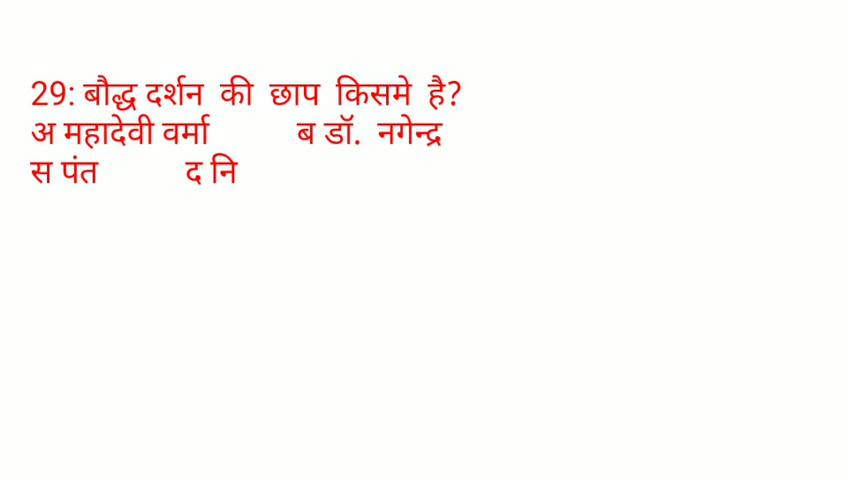 29: बौद्ध दर्शन की छाप किसमे है?
अ महादेवी वर्मा ब डॉ. नगेन्द्र
स पंत द नि